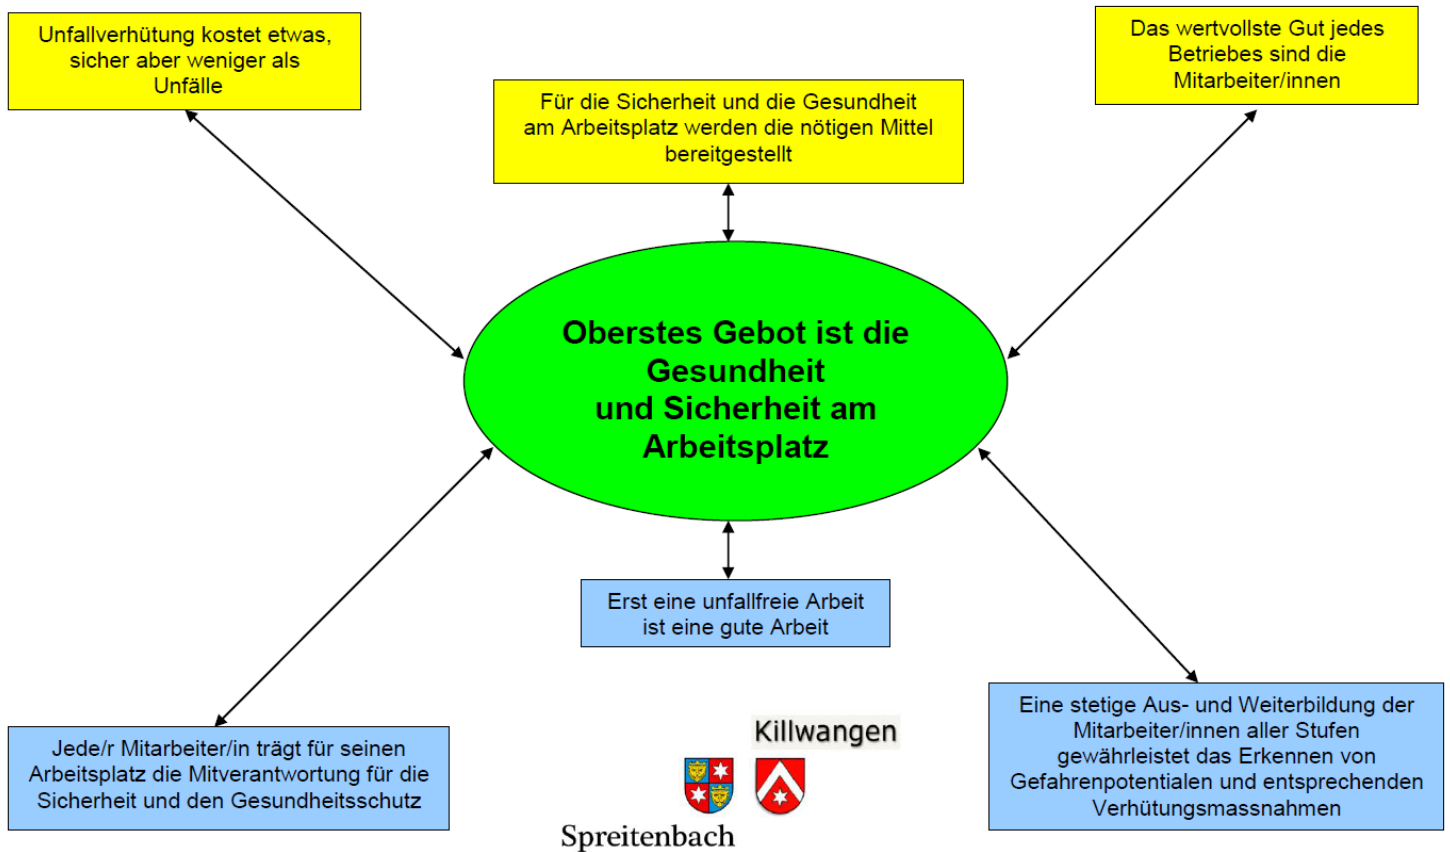 Unfallverhütung kostet etwas,
sicher aber weniger als
Unfälle
Für die Sicherheit und die Gesundheit
am Arbeitsplatz werden die nötigen Mittel
bereitgestellt
Das wertvollste Gut jedes
Betriebes sind die
Mitarbeiter/innen
Oberstes Gebot ist die
Gesundheit
und Sicherheit am
Arbeitsplatz
Erst eine unfallfreie Arbeit
ist eine gute Arbeit
Jede/r Mitarbeiter/in trägt für seinen
Arbeitsplatz die Mitverantwortung für die
Sicherheit und den Gesundheitsschutz
Eine stetige Aus- und Weiterbildung der
Mitarbeiter/innen aller Stufen
gewährleistet das Erkennen von
Gefahrenpotentialen und entsprechenden
Verhütungsmassnahmen
Killwangen
Spreitenbach